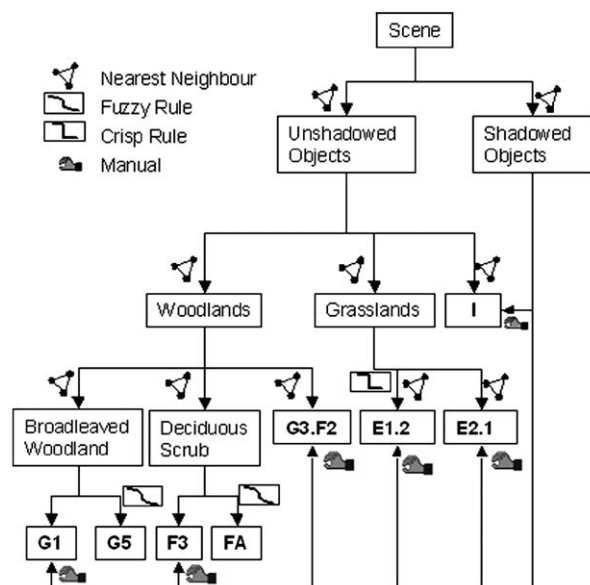 Scene
Nearest Neighbour
Fuzzy Rule
Crisp Rule
Manual
Unshadowed
Objects
Shadowed
Objects
Woodlands
Grasslands
I
Broadleaved
Woodland
Deciduous
Scrub
G3.F2
E1.2
E2.1
G1
G5
F3
FA